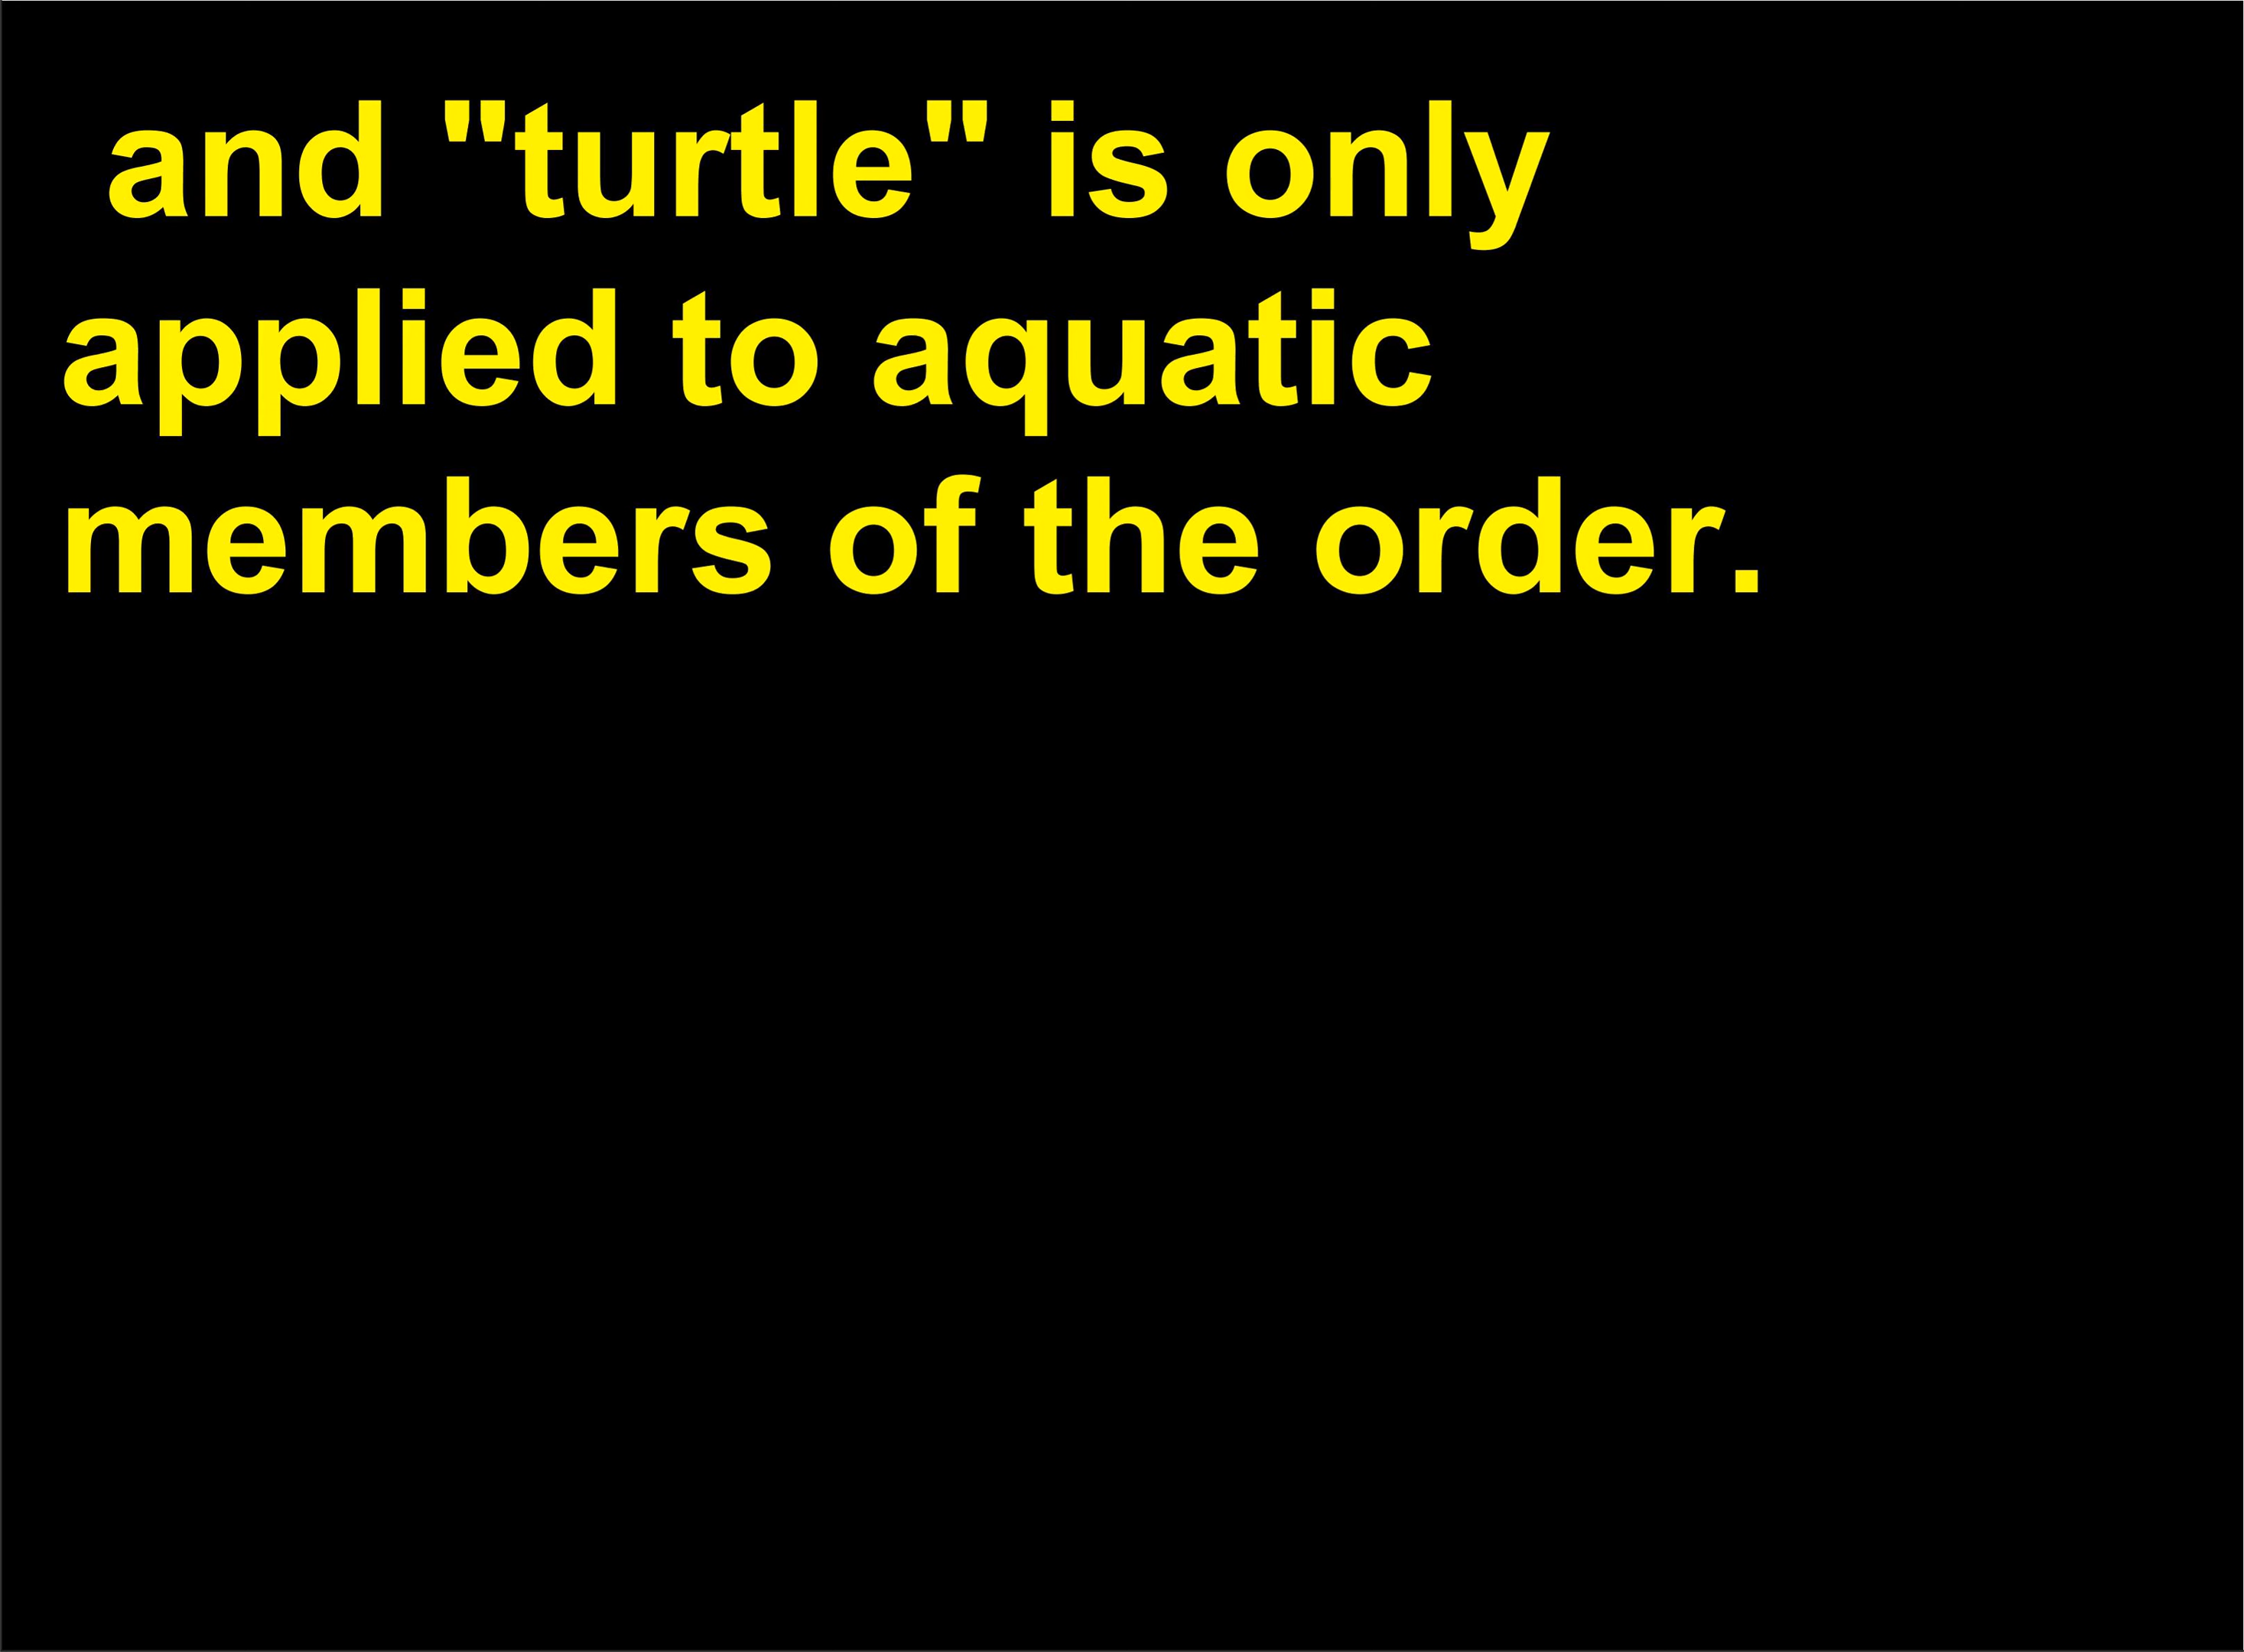 and "turtle" is only
applied to aquatic
members of the order.